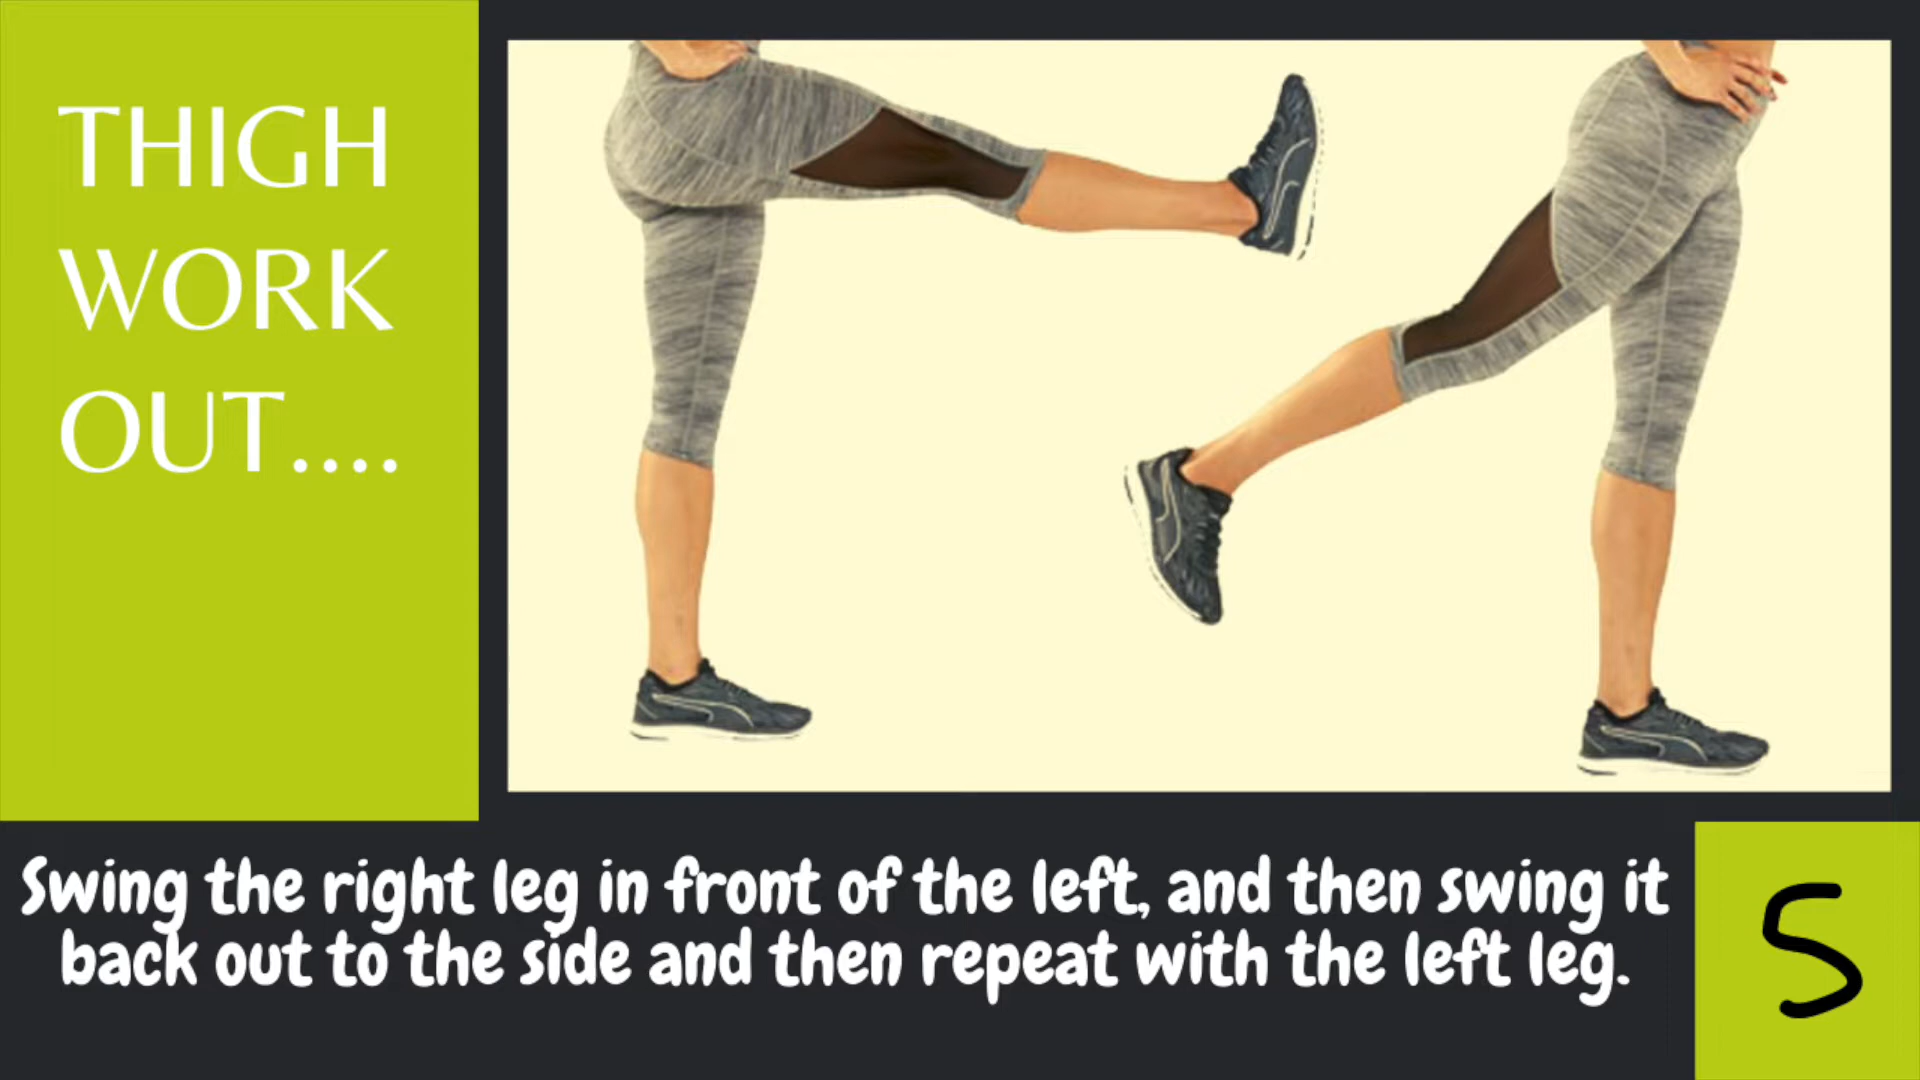 THIGH
WORK
OUT....
Swing the right leg in front of the left, and then swing it
back out to the side and then repeat with the left leg.
5